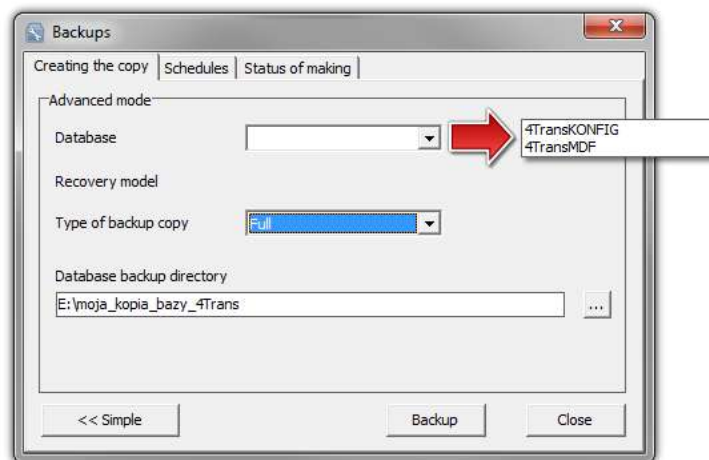 Backups
Creating the copy Schedules Status of making
Advanced mode
Database
4TransKONFIG
4TransMDF
Recovery model
Type of backup copy Full
Database backup directory
E:\moja_kopia_bazy_4Trans ...
<< Simple Backup Close